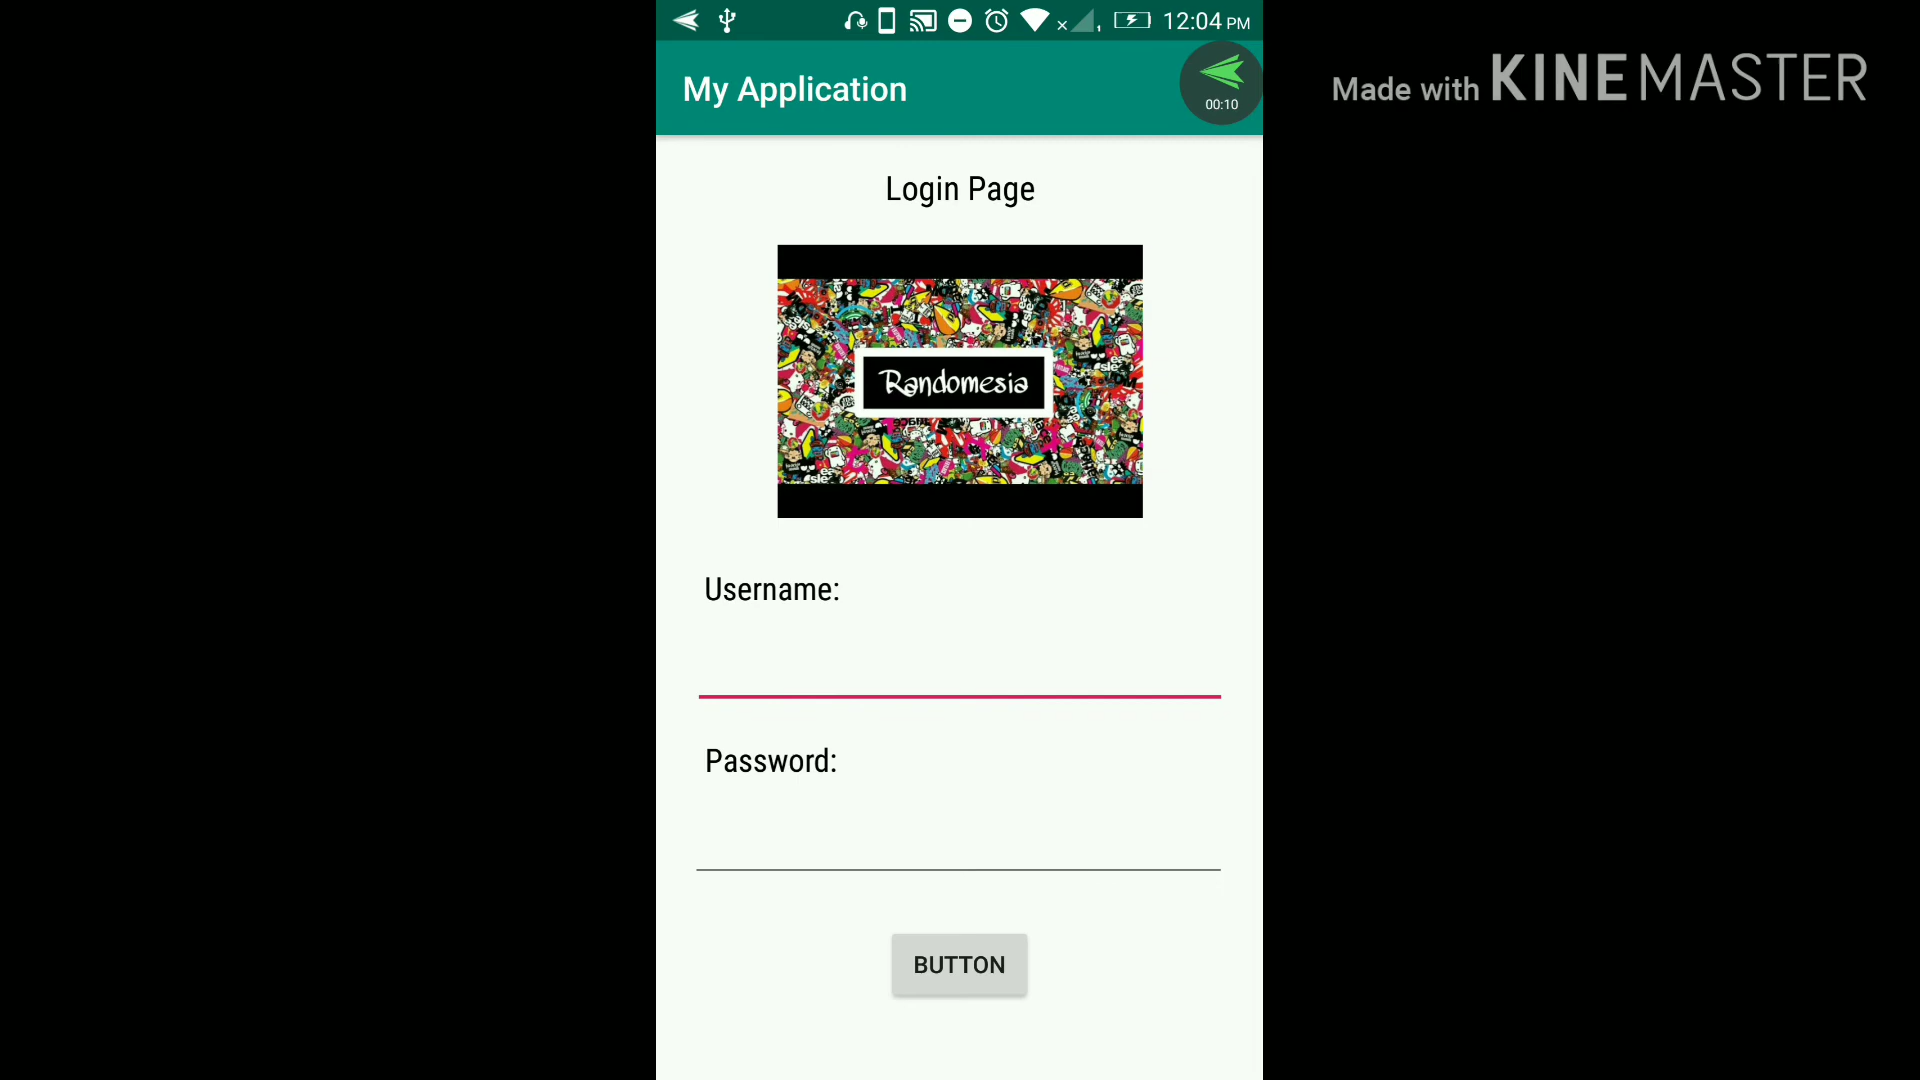 12:04 PM
My Application
00:10
Made with KINEMASTER
Login Page
Randomesia
Username:
Password:
BUTTON